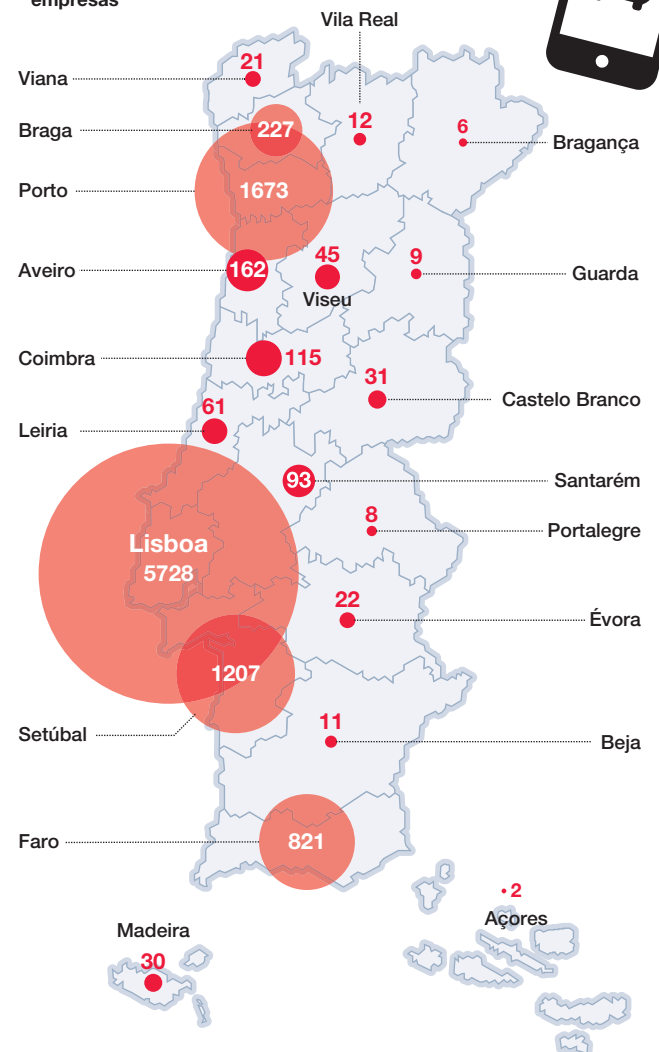 empresas
Vila Real
21
Viana
Braga
227
12
6
Bragança
Porto
1673
Aveiro
162
45
9
Guarda
Viseu
Coimbra
115
31
Castelo Branco
61
Leiria
93
Santarém
8
Portalegre
Lisboa
5728
22
Évora
1207
Setúbal
11
Beja
Faro
821
2
Açores
Madeira
30